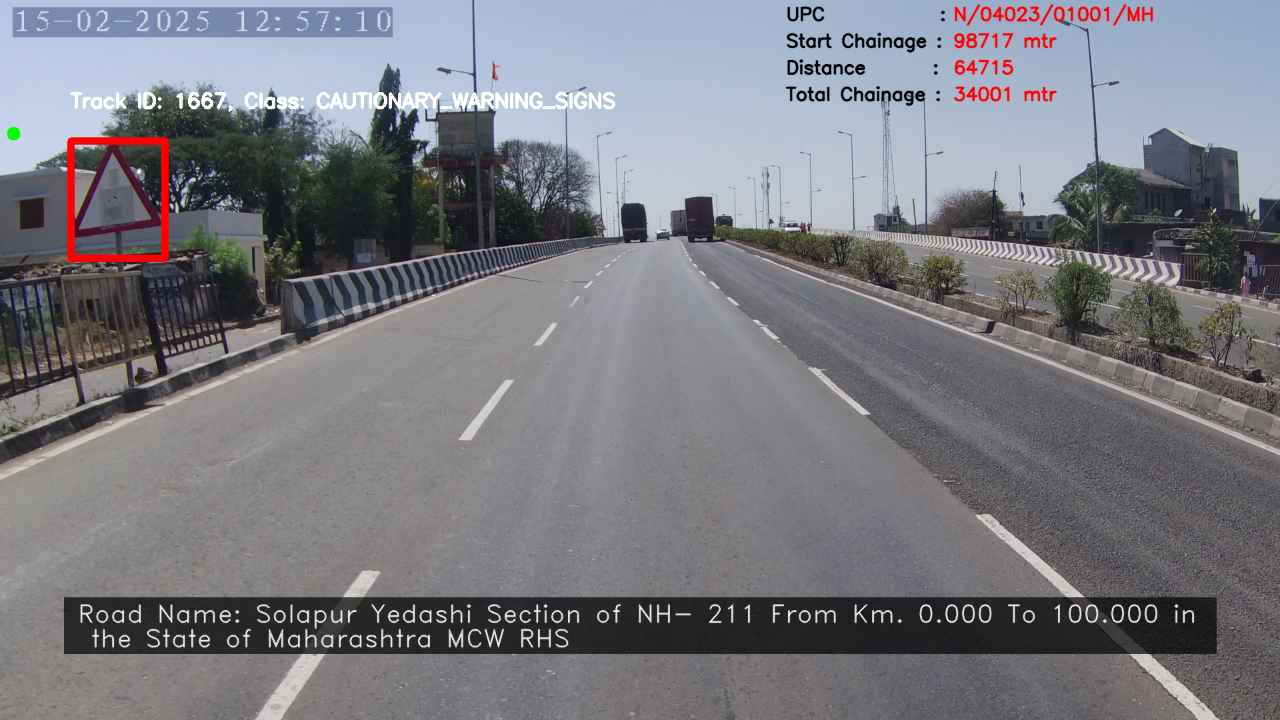 15-02-2025 12:57:10
UPC : N/04023/01001/MH
Start Chainage : 98717 mtr
Distance : 64715
Total Chainage : 34001 mtr
Track ID: 1667, Class: CAUTIONARY_WARNING_SIGNS
Road Name: Solapur Yedashi Section of NH- 211 From Km. 0.000 To 100.000 in
the State of Maharashtra MCW RHS